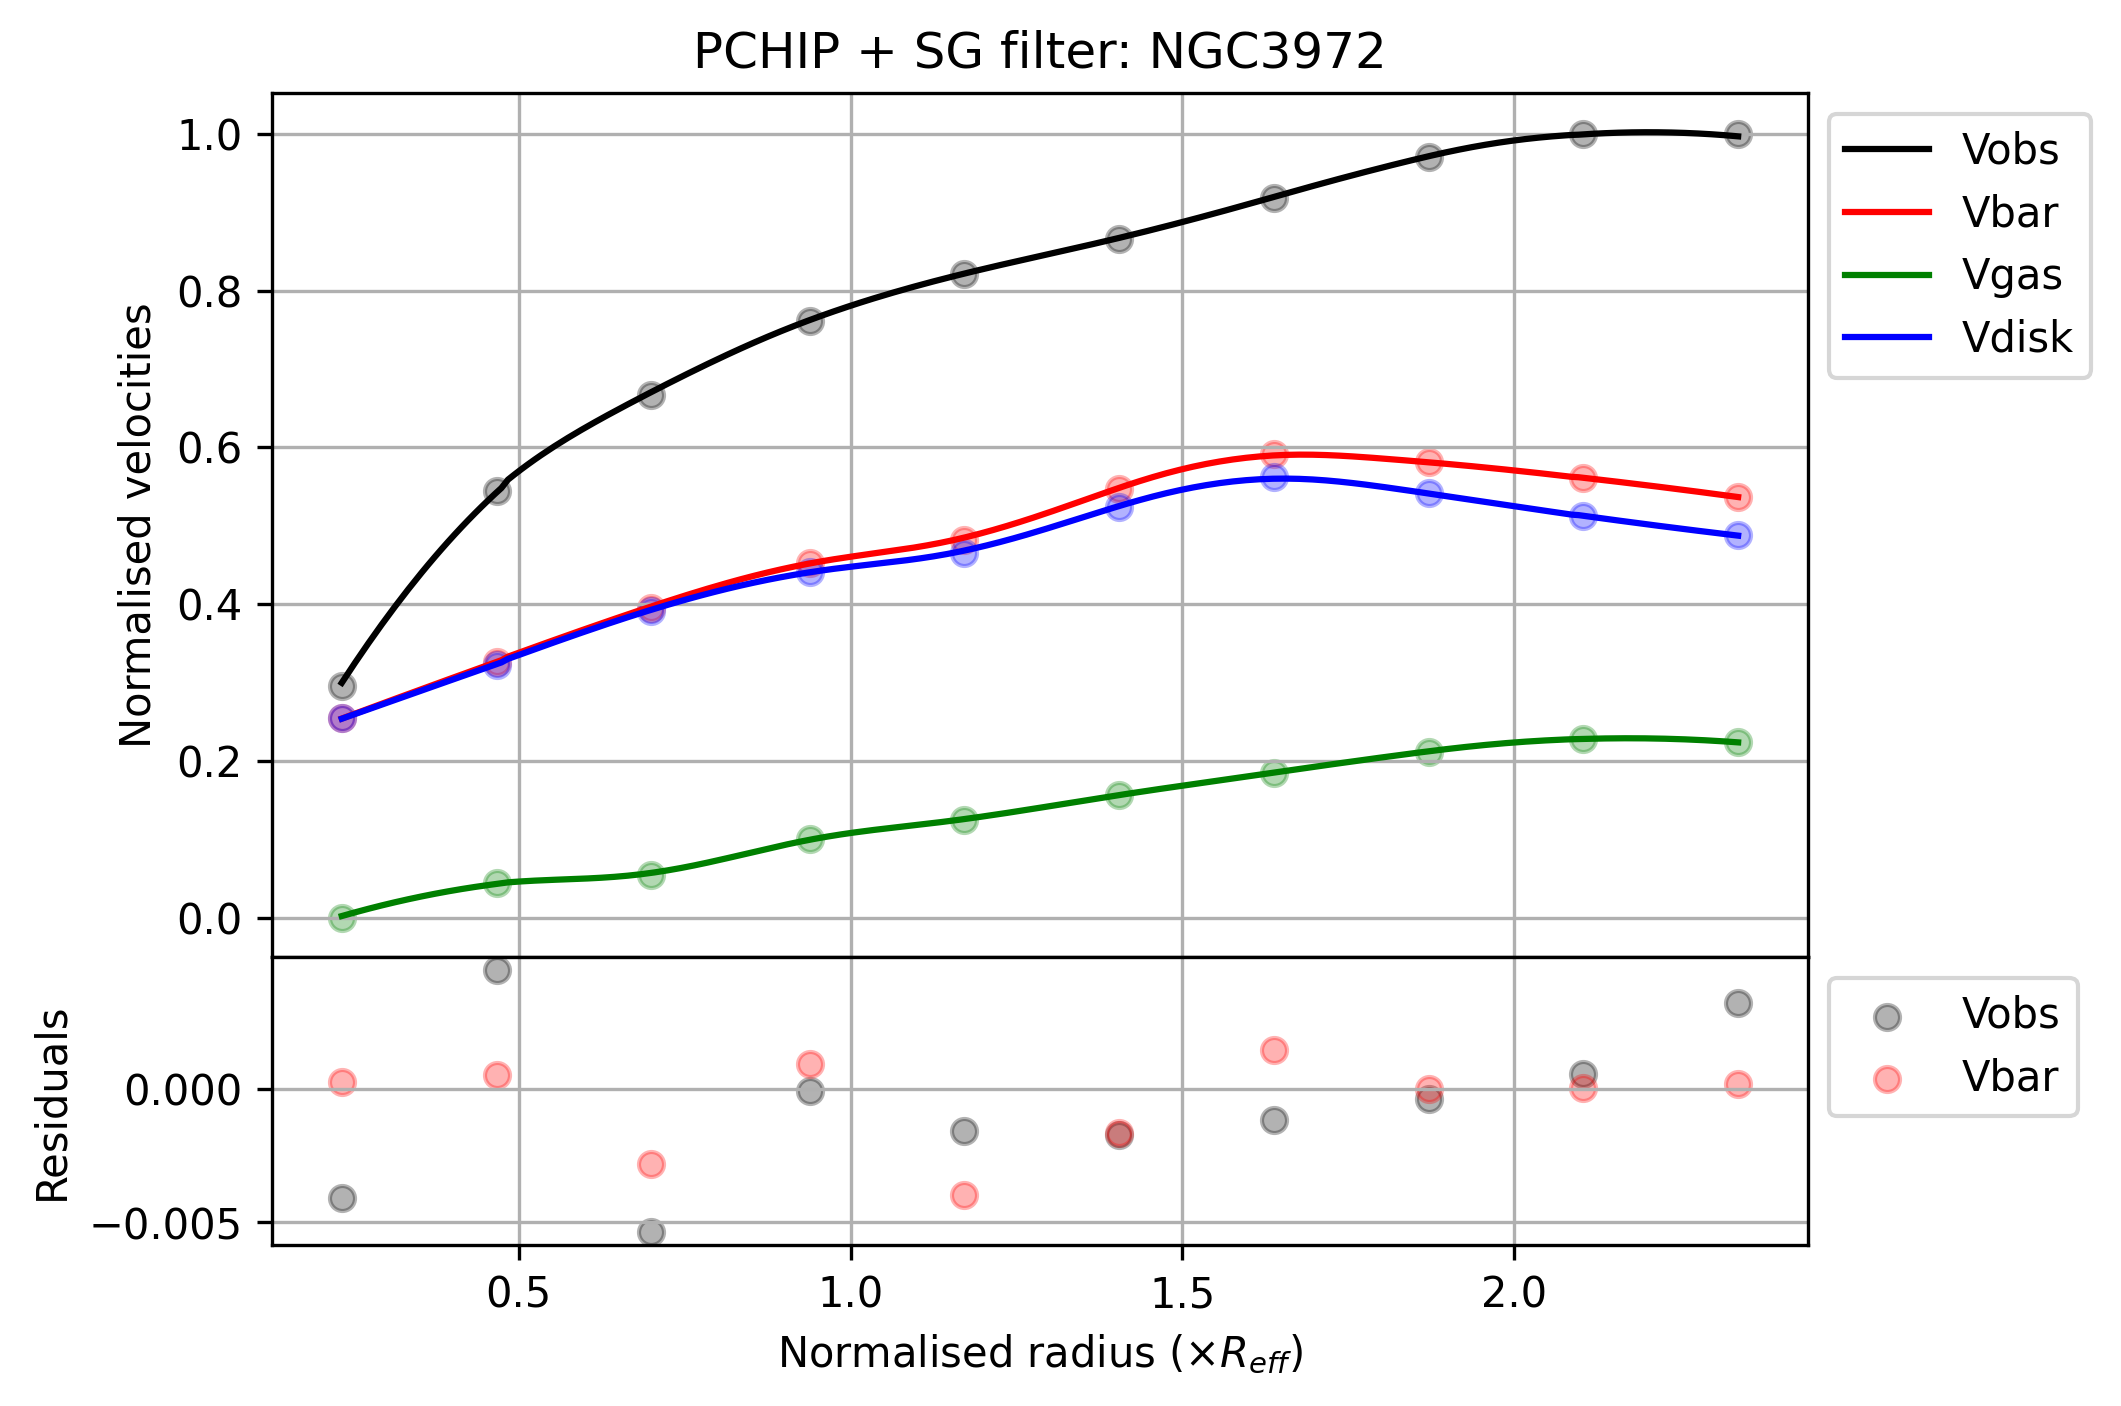 PCHIP + SG filter: NGC3972
Normalised velocities
1.0
0.8
0.6
0.4
0.2
0.0
Vobs
Vbar
Vgas
Vdisk
Residuals
0.000
−0.005
Vobs
Vbar
0.5
1.0
1.5
2.0
Normalised radius (×R_eff)